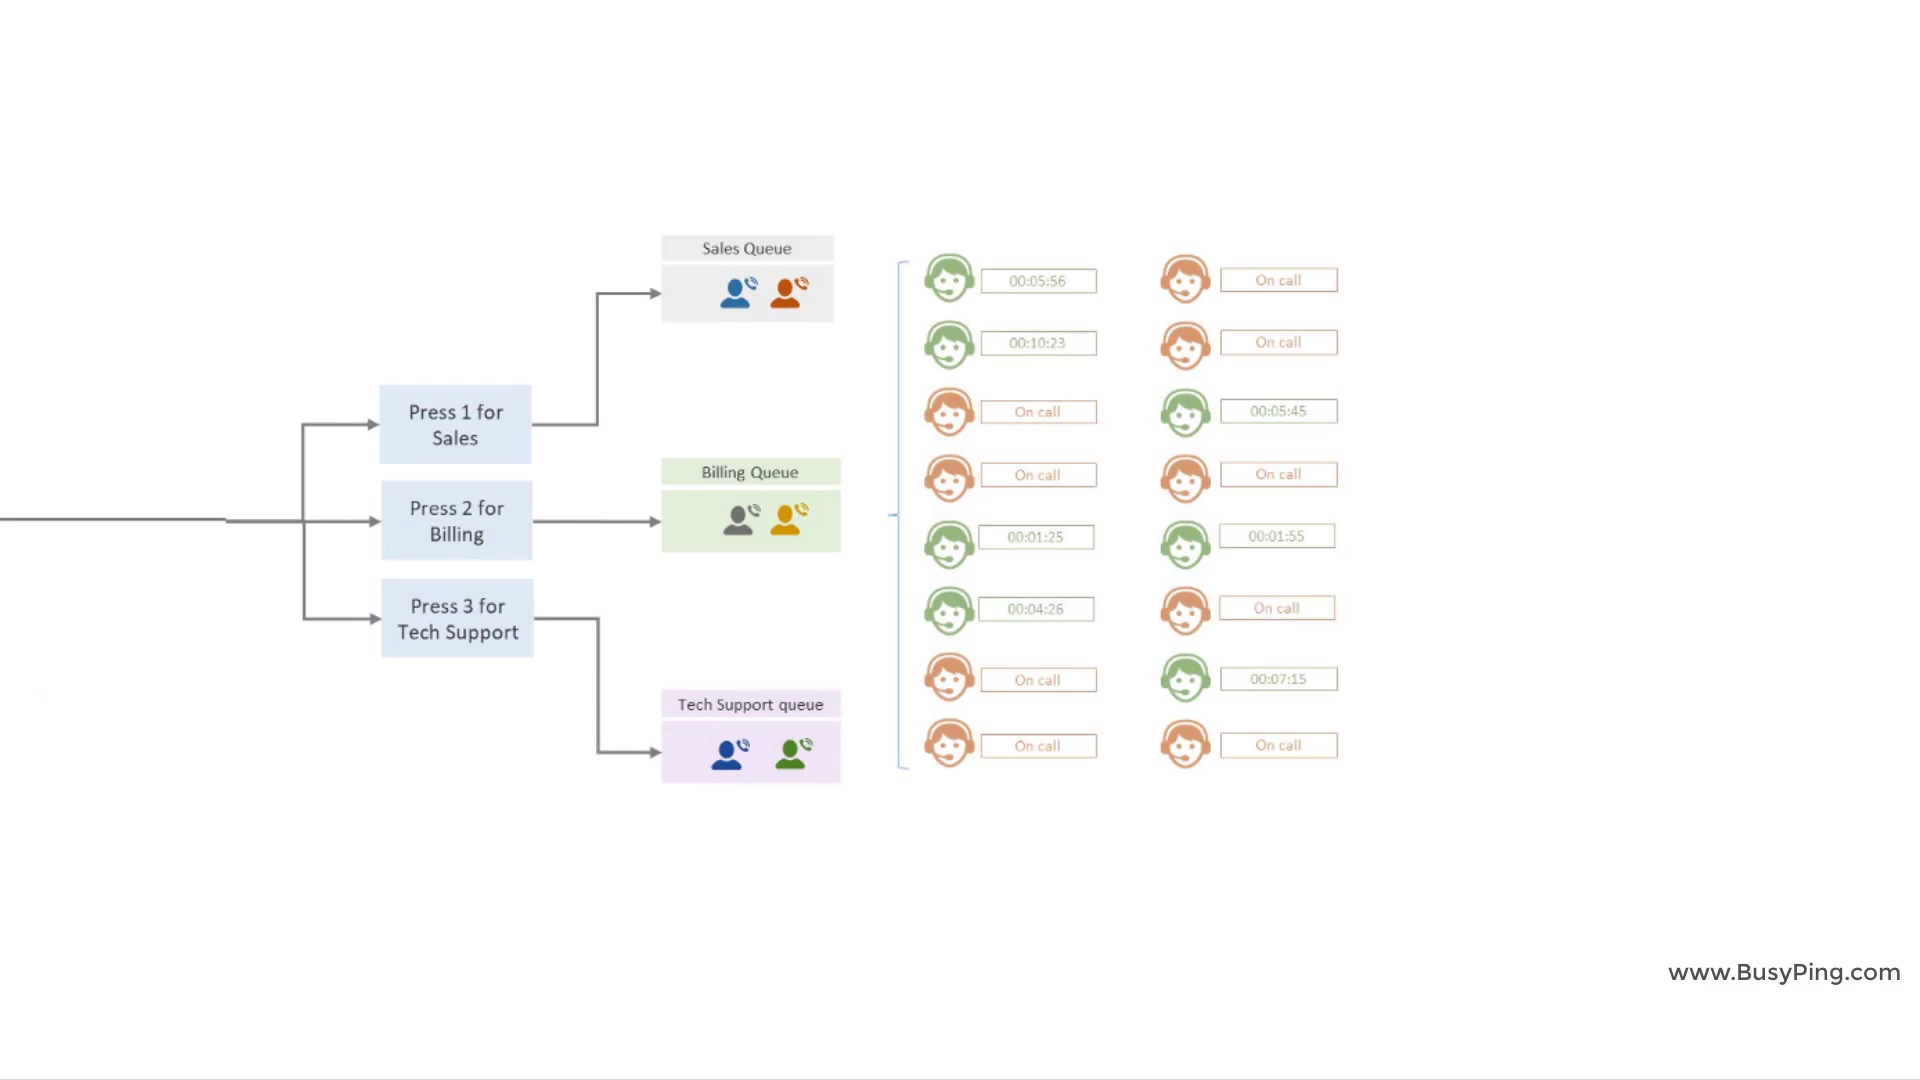 Sales Queue
Press 1 for
Sales
Press 2 for
Billing
Press 3 for
Tech Support
Billing Queue
Tech Support queue
00:05:56
00:10:23
On call
On call
00:01:25
00:04:26
On call
On call
On call
On call
00:05:45
On call
00:01:55
On call
00:07:15
On call
www.BusyPing.com